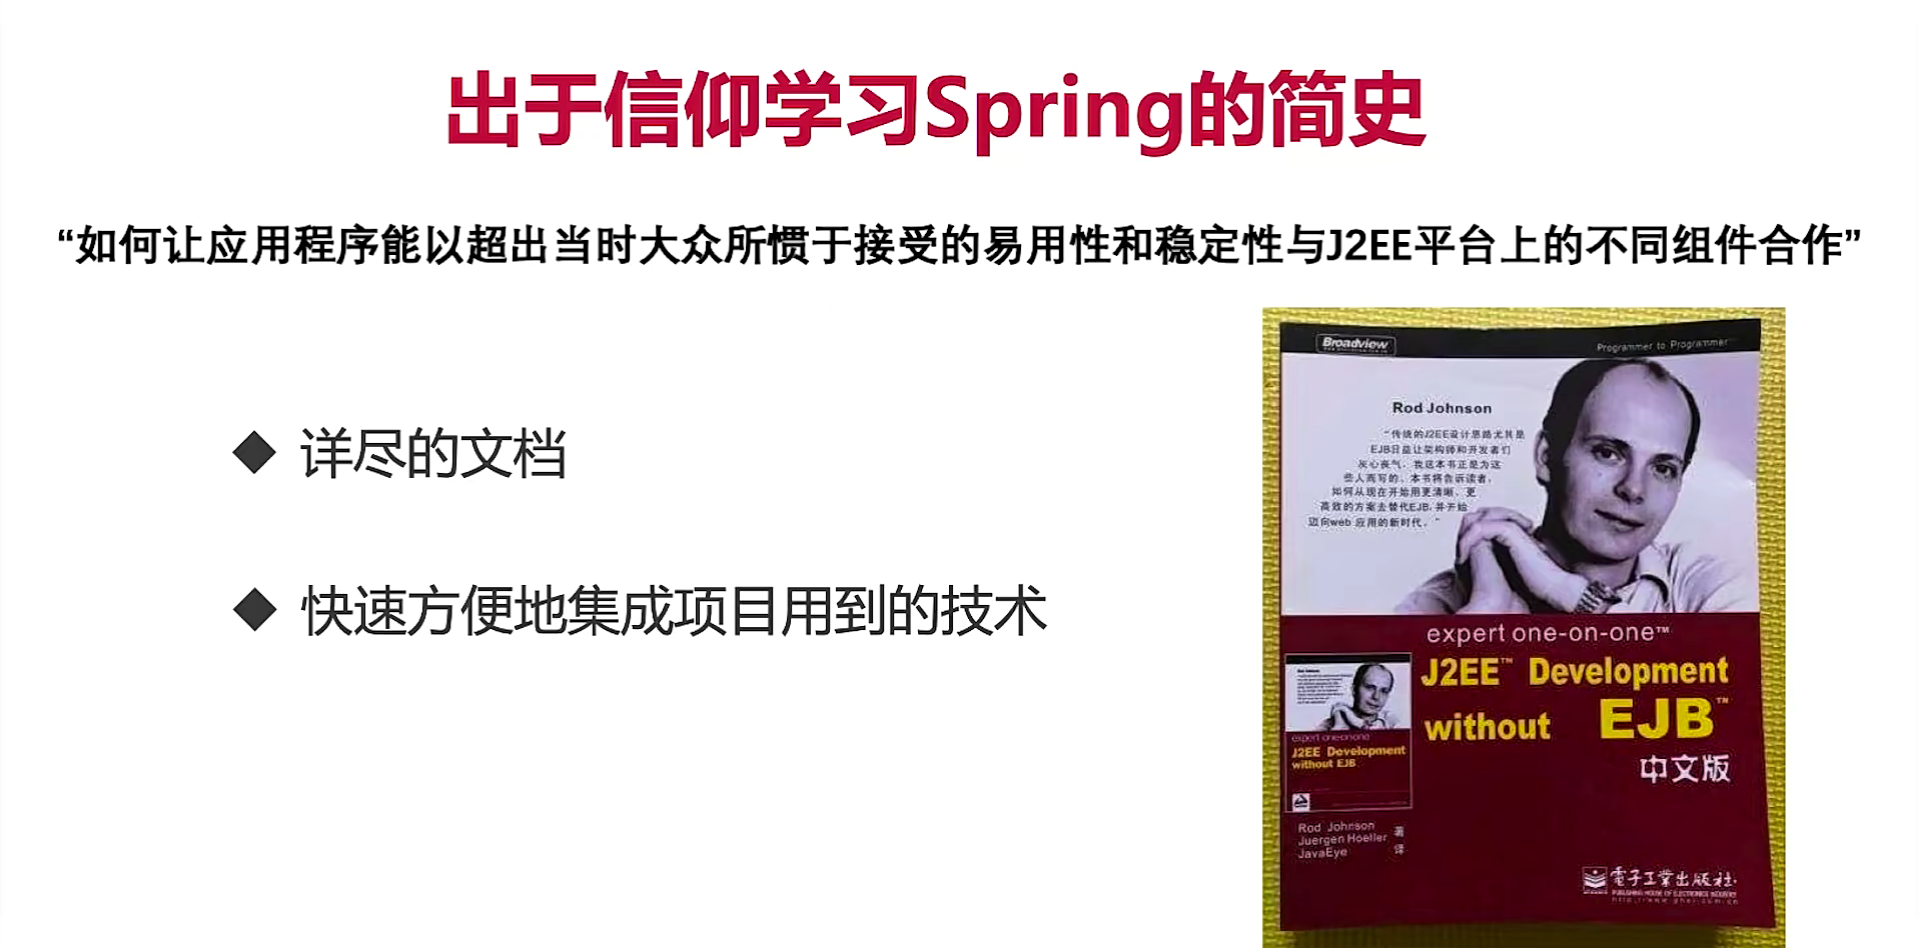 出于信仰学习Spring的简史
“如何让应用程序能以超出当时大众所惯于接受的易用性和稳定性与J2EE平台上的不同组件合作”
◆ 详尽的文档
◆ 快速方便地集成项目用到的技术
Broadview
Programmer to Programmer
Rod Johnson
“传统的J2EE设计思路尤其是
EJB日益让架构师和开发者们
灰心丧气，我这本书正是为这
些人而写的，本书将告诉读者，
如何从现在开始用更清晰、更
高效的方案去替代EJB，并开始
迈向web 应用的新时代。”
expert one-on-one™
J2EE™ Development
without EJB™
中文版
expert one-on-one
J2EE Development
without EJB
Rod Johnson
Juergen Hoeller 著
JavaEye 译
電子工業出版社
PUBLISHING HOUSE OF ELECTRONICS INDUSTRY